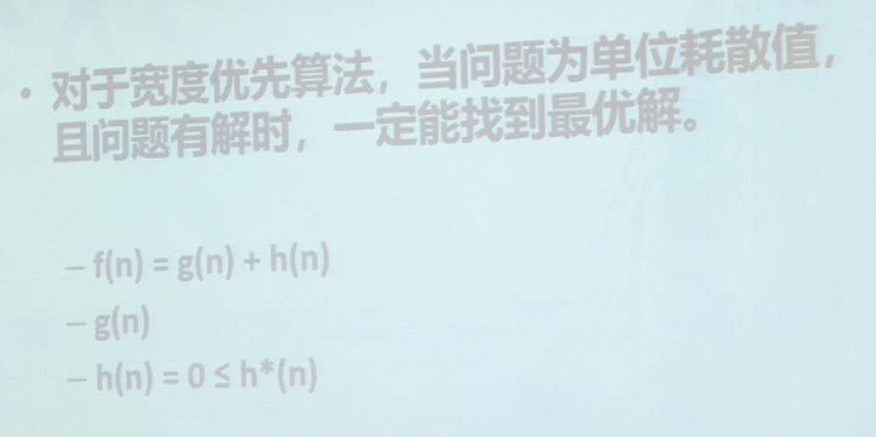 • 对于宽度优先算法，当问题为单位耗散值，
且问题有解时，一定能找到最优解。
– f(n) = g(n) + h(n)
– g(n)
– h(n) = 0 ≤ h*(n)